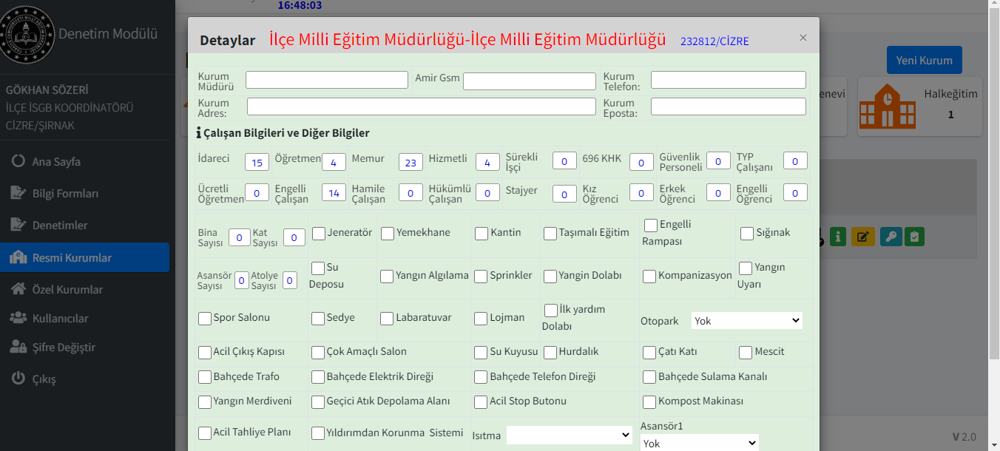 16:48:03
Denetim Modülü
GÖKHAN SÖZERİ
İLÇE İSGB KOORDİNATÖRÜ
CİZRE/ŞIRNAK
Ana Sayfa
Bilgi Formları
Denetimler
Resmi Kurumlar
Özel Kurumlar
Kullanıcılar
Şifre Değiştir
Çıkış
Detaylar İlçe Milli Eğitim Müdürlüğü-İlçe Milli Eğitim Müdürlüğü 232812/CİZRE ×
Yeni Kurum
Halkeğitim
1
Kurum Müdürü Amir Gsm Kurum Telefon:
Kurum Adres: Kurum Eposta:
Çalışan Bilgileri ve Diğer Bilgiler
İdareci 15 Öğretmen 4 Memur 23 Hizmetli 4 Sürekli İşçi 0 696 KHK 0 Güvenlik Personeli 0 TYP Çalışanı 0
Ücretli Öğretmen 0 Engelli Çalışan 14 Hamile Çalışan 0 Hükümlü Çalışan 0 Stajyer 0 Kız Öğrenci 0 Erkek Öğrenci 0 Engelli Öğrenci 0
Bina Sayısı 0 Kat Sayısı 0 Jeneratör Yemekhane Kantin Taşımalı Eğitim Engelli Rampası Sığınak
Asansör Sayısı 0 Atolye Sayısı 0 Su Deposu Yangın Algılama Sprinkler Yangin Dolabı Kompanizasyon Yangın Uyarı
Spor Salonu Sedye Labaratuvar Lojman İlk yardım Dolabı Otopark Yok
Acil Çıkış Kapısı Çok Amaçlı Salon Su Kuyusu Hurdalık Çatı Katı Mescit
Bahçede Trafo Bahçede Elektrik Direği Bahçede Telefon Direği Bahçede Sulama Kanalı
Yangın Merdiveni Geçici Atık Depolama Alanı Acil Stop Butonu Kompost Makinası
Acil Tahliye Planı Yıldırımdan Korunma Sistemi Isıtma Asansör1
Yok
V 2.0